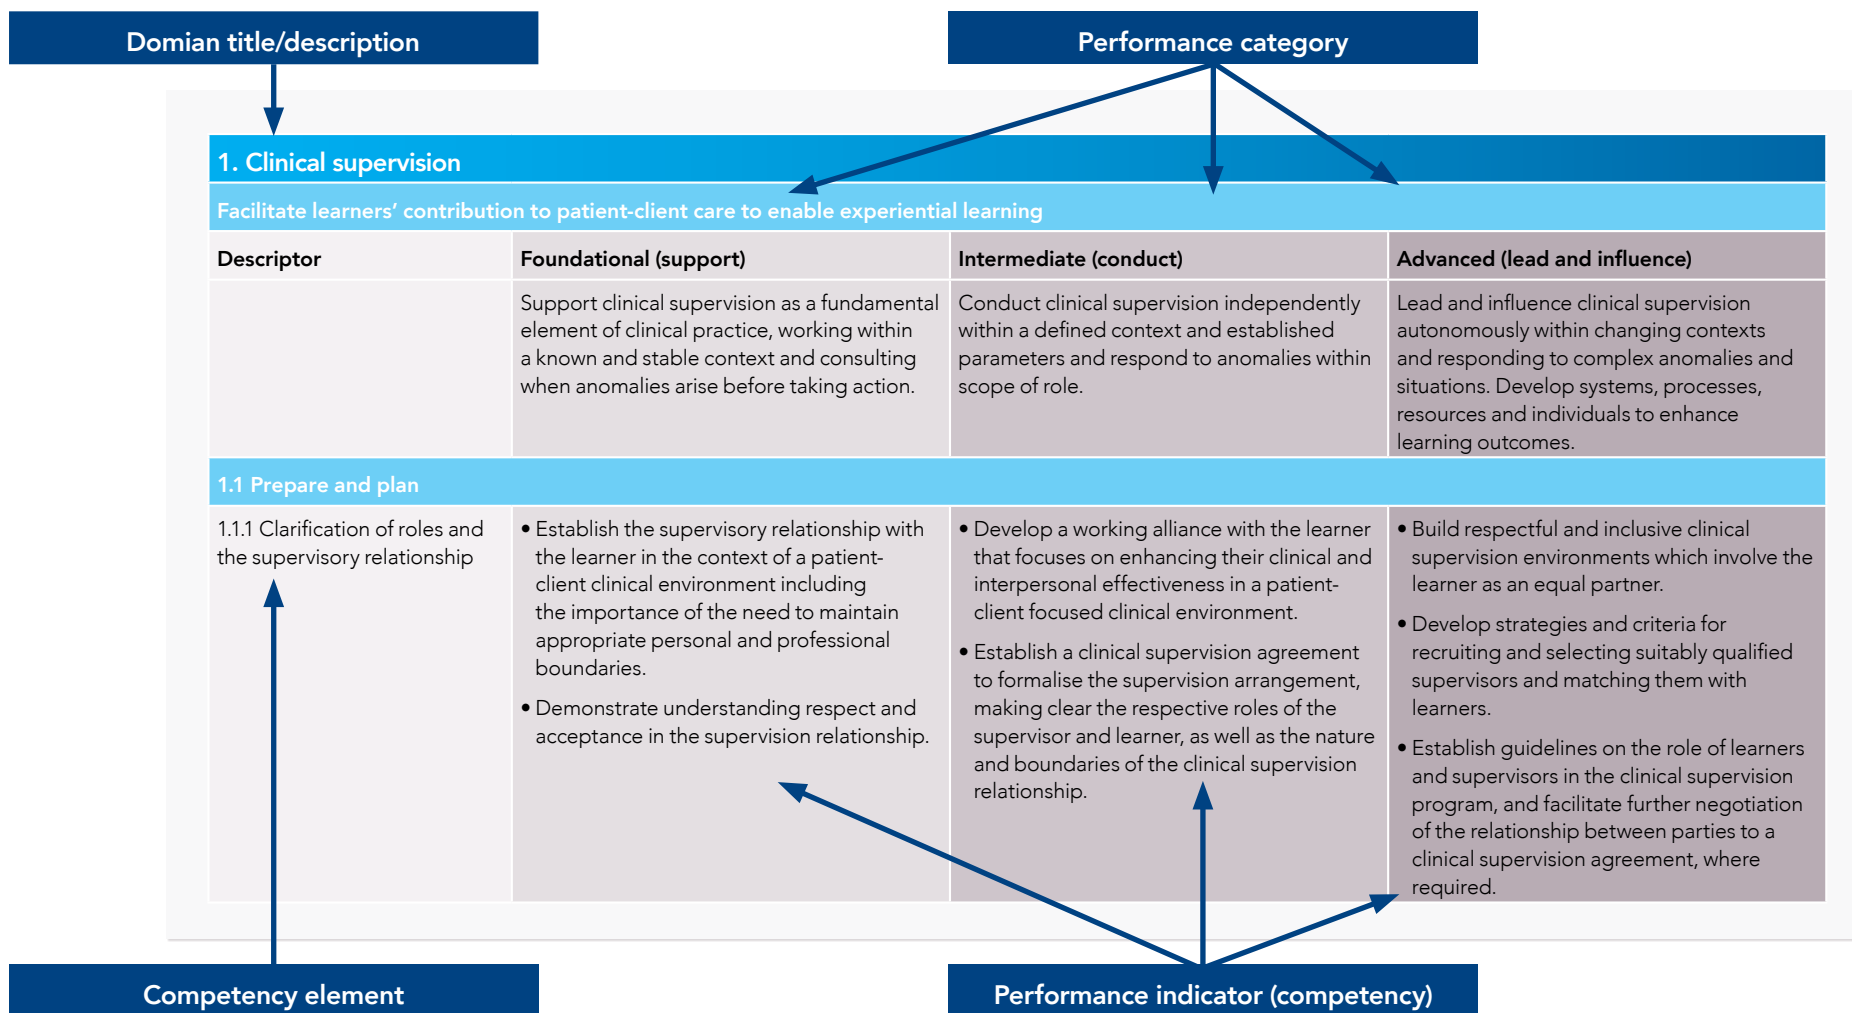 Domian title/description
Performance category
1. Clinical supervision
Facilitate learners’ contribution to patient-client care to enable experiential learning
Descriptor
Foundational (support)
Intermediate (conduct)
Advanced (lead and influence)
Support clinical supervision as a fundamental
element of clinical practice, working within
a known and stable context and consulting
when anomalies arise before taking action.
Conduct clinical supervision independently
within a defined context and established
parameters and respond to anomalies within
scope of role.
Lead and influence clinical supervision
autonomously within changing contexts
and responding to complex anomalies and
situations. Develop systems, processes,
resources and individuals to enhance
learning outcomes.
1.1 Prepare and plan
1.1.1 Clarification of roles and
the supervisory relationship
• Establish the supervisory relationship with
the learner in the context of a patient-
client clinical environment including
the importance of the need to maintain
appropriate personal and professional
boundaries.
• Demonstrate understanding respect and
acceptance in the supervision relationship.
• Develop a working alliance with the learner
that focuses on enhancing their clinical and
interpersonal effectiveness in a patient-
client focused clinical environment.
• Establish a clinical supervision agreement
to formalise the supervision arrangement,
making clear the respective roles of the
supervisor and learner, as well as the nature
and boundaries of the clinical supervision
relationship.
• Build respectful and inclusive clinical
supervision environments which involve the
learner as an equal partner.
• Develop strategies and criteria for
recruiting and selecting suitably qualified
supervisors and matching them with
learners.
• Establish guidelines on the role of learners
and supervisors in the clinical supervision
program, and facilitate further negotiation
of the relationship between parties to a
clinical supervision agreement, where
required.
Competency element
Performance indicator (competency)